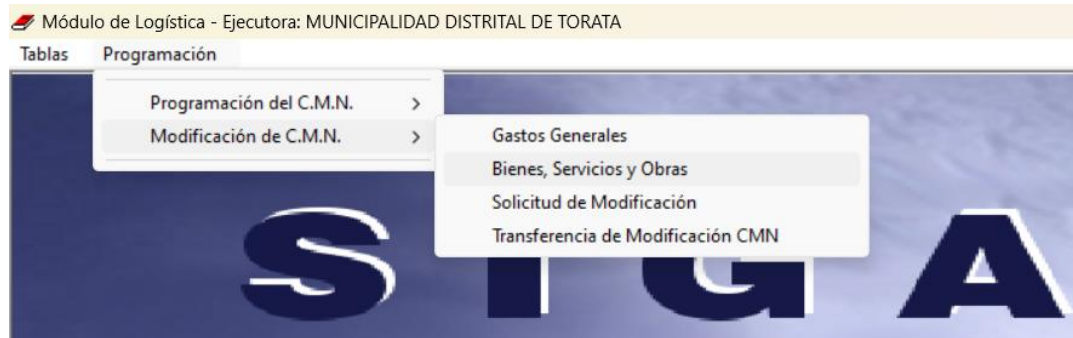 Módulo de Logística - Ejecutora: MUNICIPALIDAD DISTRITAL DE TORATA
Tablas Programación
Programación del C.M.N.
Modificación de C.M.N.
Gastos Generales
Bienes, Servicios y Obras
Solicitud de Modificación
Transferencia de Modificación CMN
SIGA